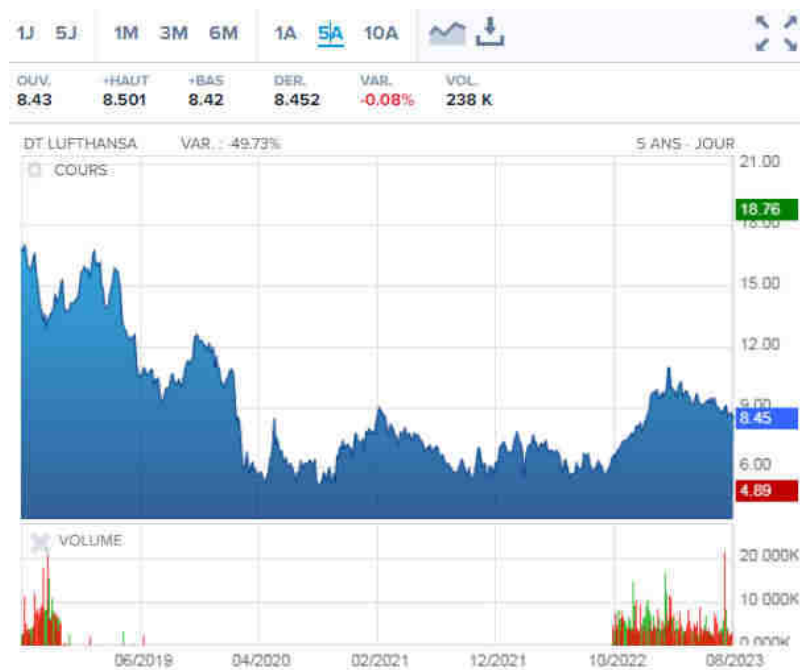 1J 5J 1M 3M 6M 1A 5A 10A
OUV. +HAUT +BAS DER. VAR. VOL.
8.43 8.501 8.42 8.452 -0.08% 238 K
DT LUFTHANSA VAR. : -49.73% 5 ANS - JOUR
COURS
21.00
18.76
18.00
15.00
12.00
9.00
8.45
6.00
4.89
VOLUME
20 000K
10 000K
0.000K
06/2019 04/2020 02/2021 12/2021 10/2022 08/2023